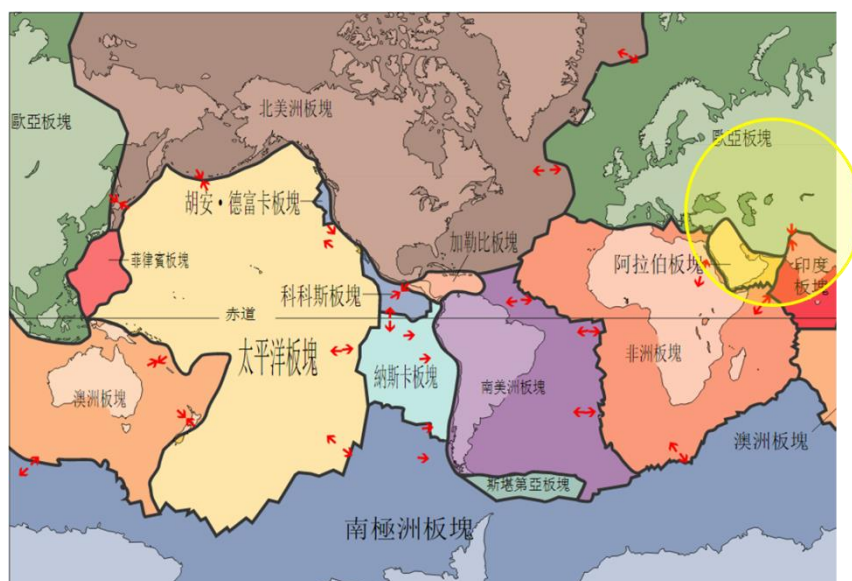 北美洲板塊
歐亞板塊
歐亞板塊
胡安・德富卡板塊
加勒比板塊
菲律賓板塊
阿拉伯板塊
印度
板塊
科科斯板塊
赤道
太平洋板塊
非洲板塊
納斯卡板塊
南美洲板塊
澳洲板塊
澳洲板塊
斯堪第亞板塊
南極洲板塊